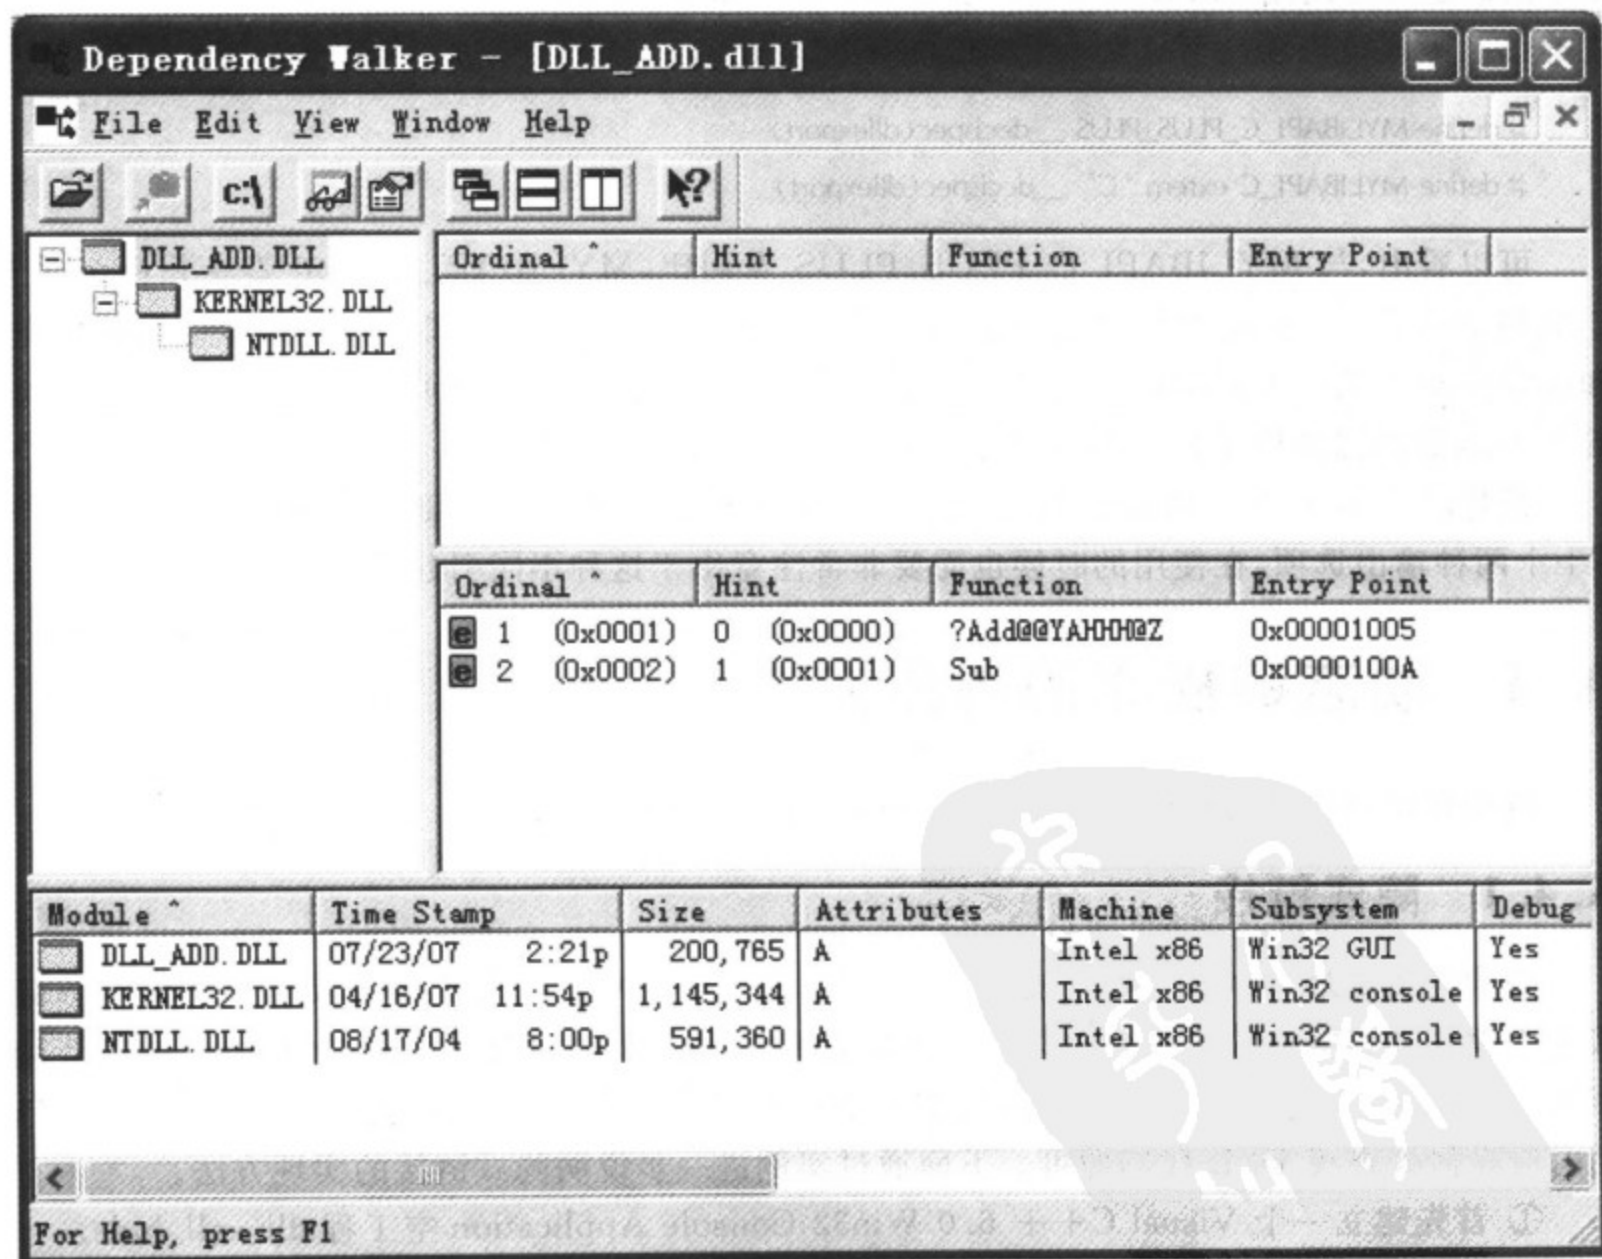 Dependency Walker - [DLL_ADD.dll]
File Edit View Window Help
c:\
DLL_ADD.DLL
KERNEL32.DLL
NTDLL.DLL
Ordinal ^ Hint Function Entry Point
Ordinal ^ Hint Function Entry Point
e 1 (0x0001) 0 (0x0000) ?Add@@YAHHH@Z 0x00001005
e 2 (0x0002) 1 (0x0001) Sub 0x0000100A
Module ^ Time Stamp Size Attributes Machine Subsystem Debug
DLL_ADD.DLL 07/23/07 2:21p 200,765 A Intel x86 Win32 GUI Yes
KERNEL32.DLL 04/16/07 11:54p 1,145,344 A Intel x86 Win32 console Yes
NTDLL.DLL 08/17/04 8:00p 591,360 A Intel x86 Win32 console Yes
For Help, press F1